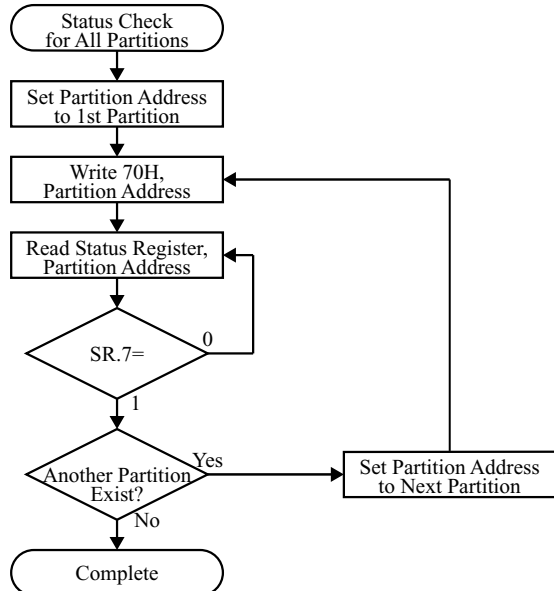 Status Check
for All Partitions
Set Partition Address
to 1st Partition
Write 70H,
Partition Address
Read Status Register,
Partition Address
SR.7=
0
1
Another Partition
Exist?
Yes
Set Partition Address
to Next Partition
No
Complete